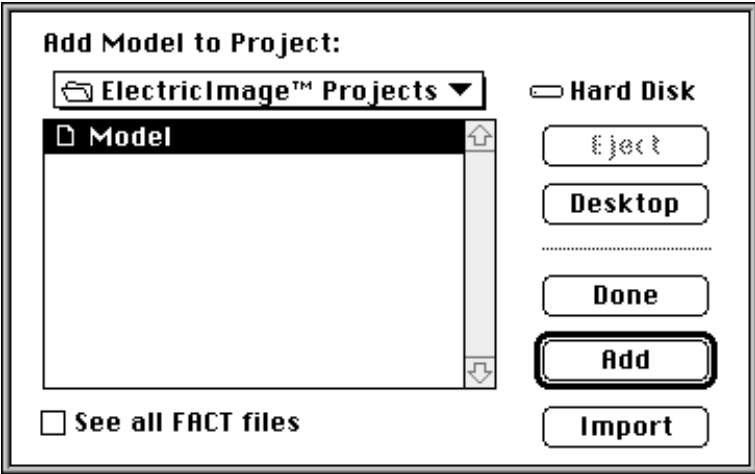 Add Model to Project:
ElectricImage™ Projects
Hard Disk
Model
Eject
Desktop
Done
Add
Import
See all FACT files